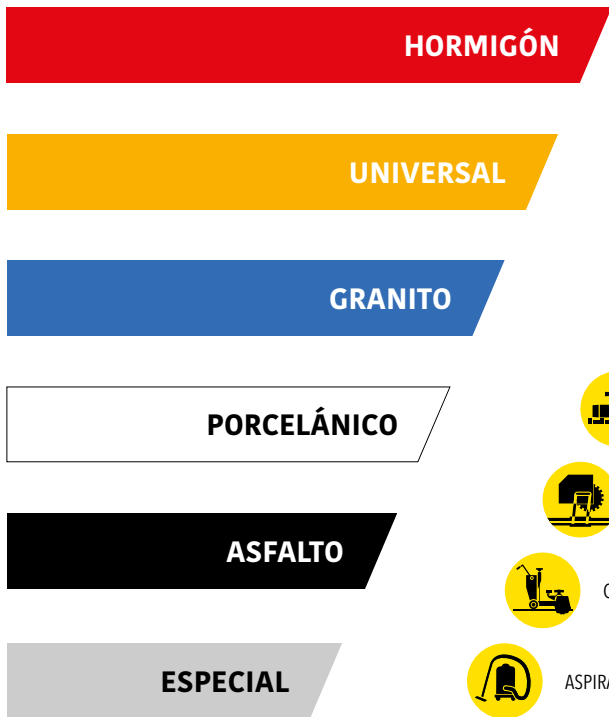 HORMIGÓN
UNIVERSAL
GRANITO
PORCELÁNICO
ASFALTO
ESPECIAL